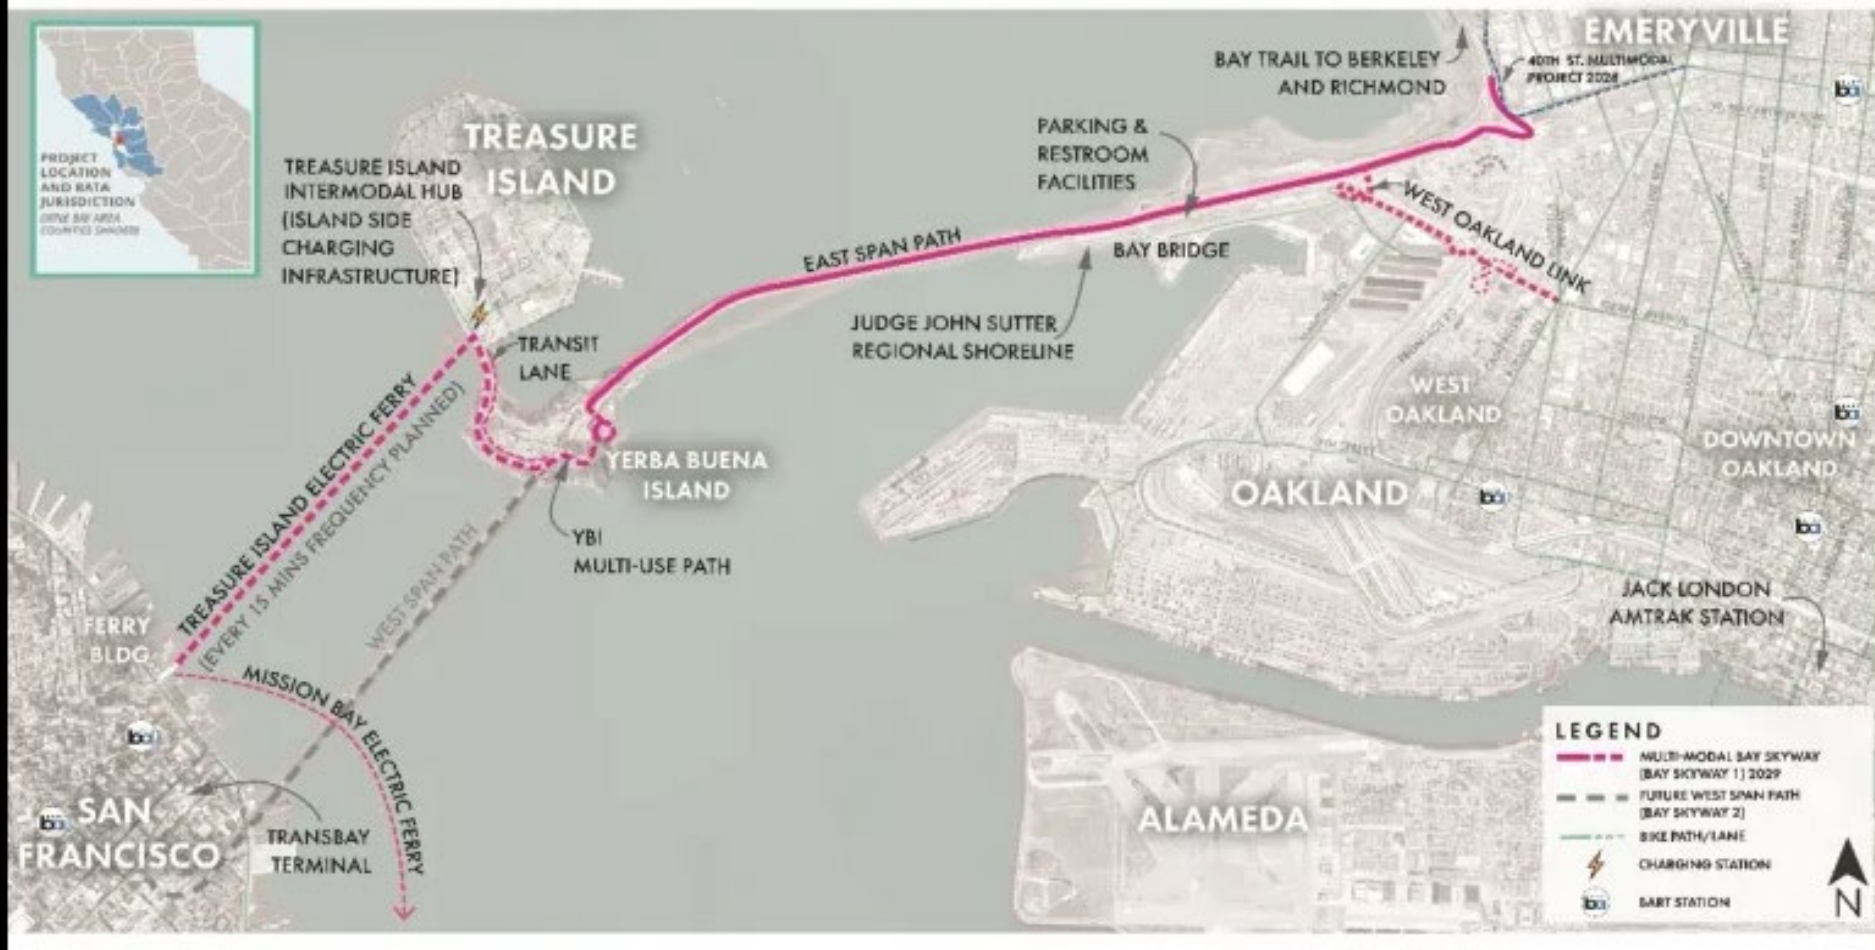 EMERYVILLE
BAY TRAIL TO BERKELEY
AND RICHMOND
40TH ST. MULTIMODAL
PROJECT 2028
PARKING &
RESTROOM
FACILITIES
TREASURE
ISLAND
PROJECT
LOCATION
AND BATA
JURISDICTION
TREASURE ISLAND
INTERMODAL HUB
(ISLAND SIDE
CHARGING
INFRASTRUCTURE)
WEST OAKLAND LINK
EAST SPAN PATH
BAY BRIDGE
JUDGE JOHN SUTTER
REGIONAL SHORELINE
TRANSIT
LANE
WEST
OAKLAND
DOWNTOWN
OAKLAND
YERBA BUENA
ISLAND
OAKLAND
TREASURE ISLAND ELECTRIC FERRY
(EVERY 15 MINS FREQUENCY PLANNED)
WEST SPAN PATH
YBI
MULTI-USE PATH
JACK LONDON
AMTRAK STATION
FERRY
BLDG
MISSION BAY ELECTRIC FERRY
SAN
FRANCISCO
TRANSBAY
TERMINAL
ALAMEDA
LEGEND
MULTI-MODAL BAY SKYWAY
(BAY SKYWAY 1) 2029
FUTURE WEST SPAN PATH
(BAY SKYWAY 2)
BIKE PATH/LANE
CHARGING STATION
BART STATION
N